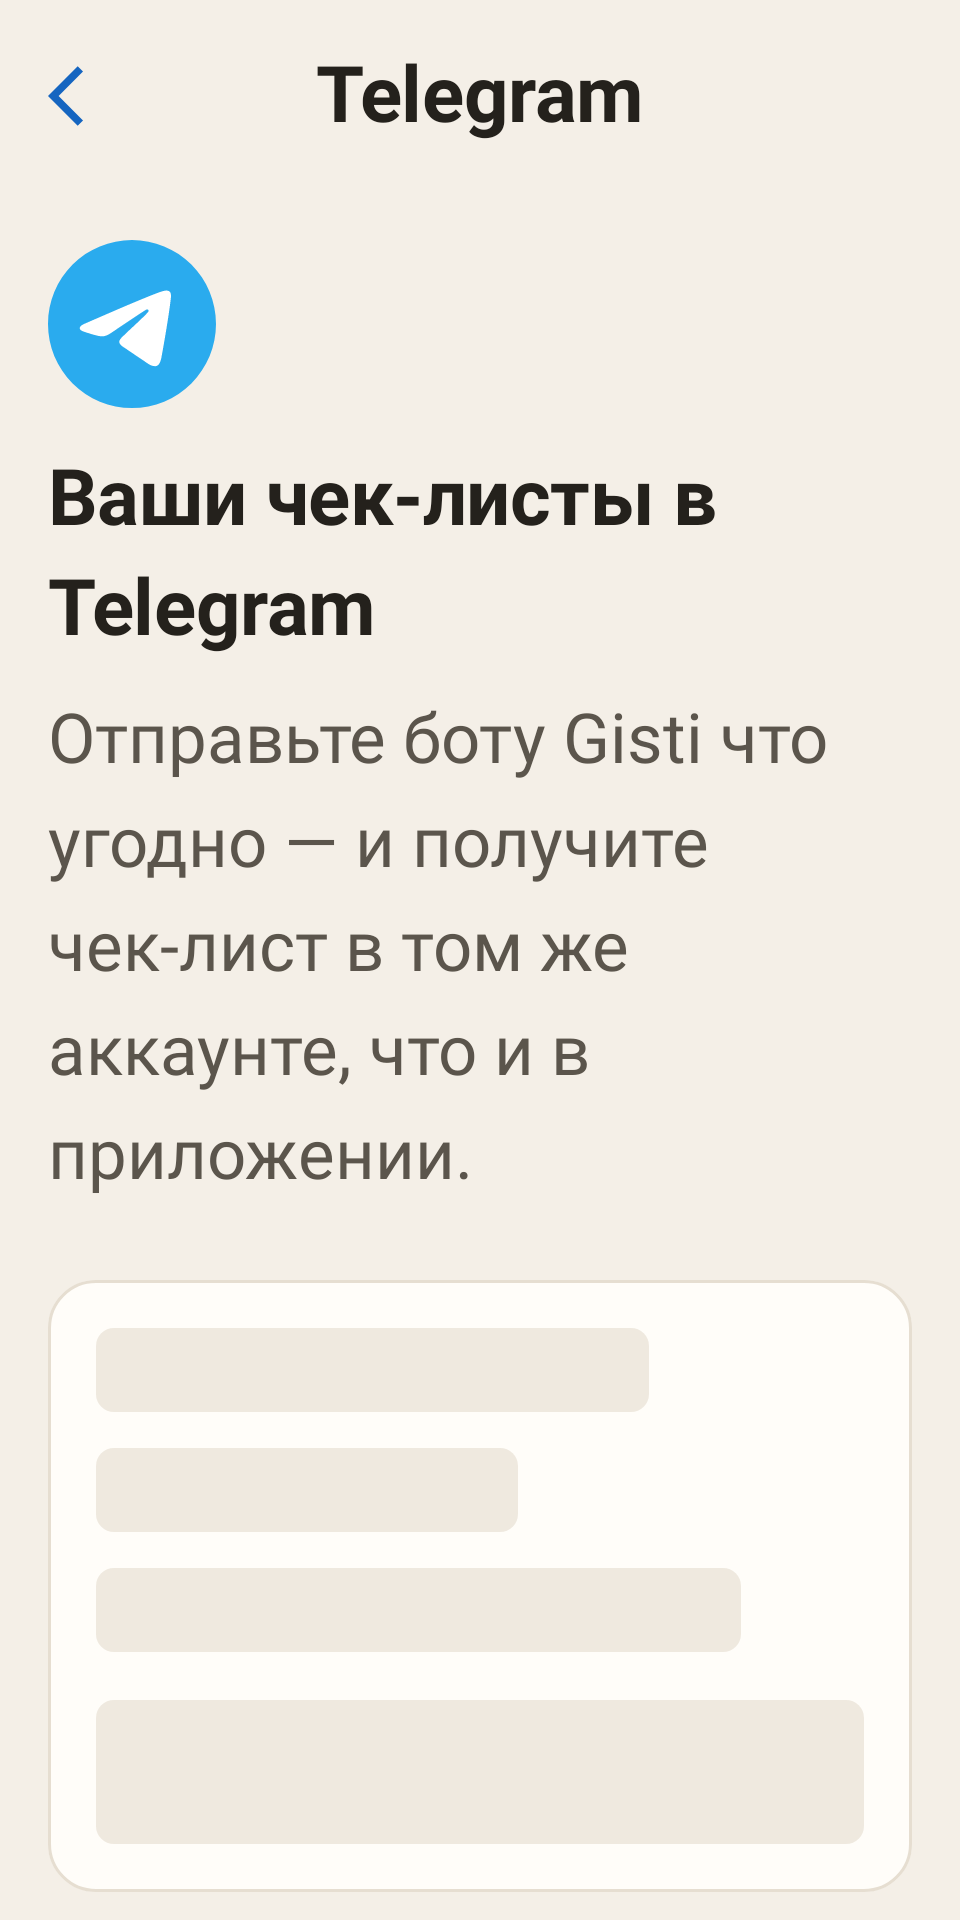 Telegram
Ваши чек-листы в
Telegram
Отправьте боту Gisti что
угодно — и получите
чек-лист в том же
аккаунте, что и в
приложении.